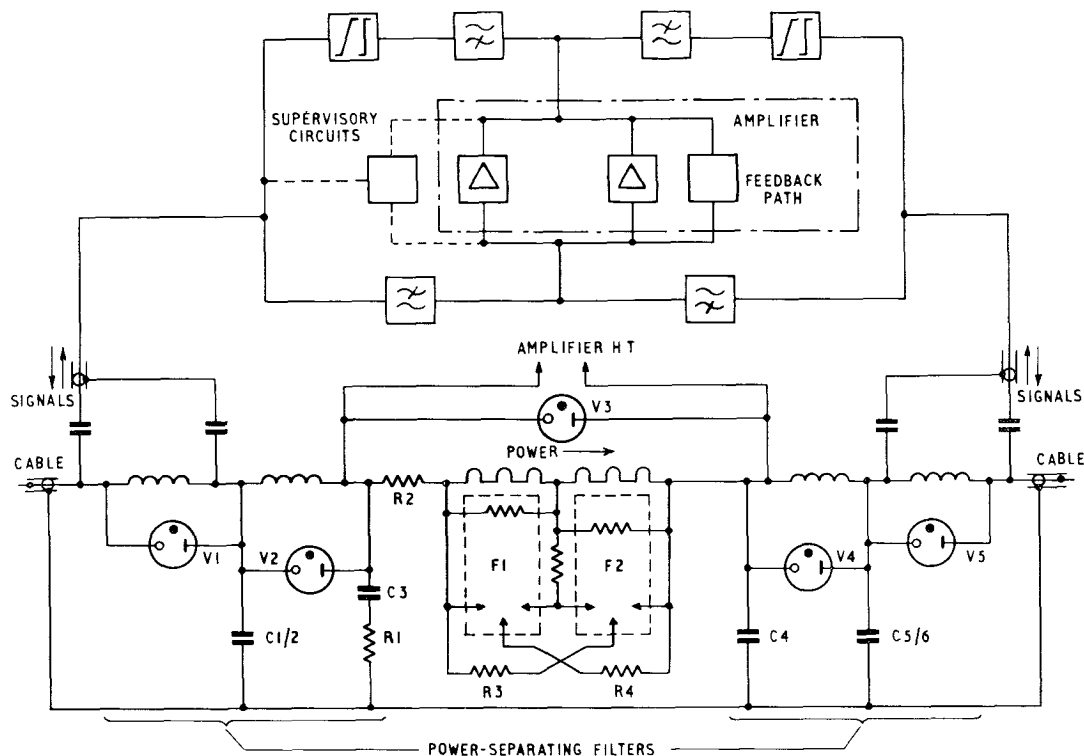 SUPERVISORY
CIRCUITS
AMPLIFIER
FEEDBACK
PATH
AMPLIFIER HT
SIGNALS
V3
SIGNALS
CABLE
POWER
CABLE
R2
V1
V2
F1
F2
V4
V5
C3
C1/2
R1
C4
C5/6
R3
R4
POWER-SEPARATING FILTERS